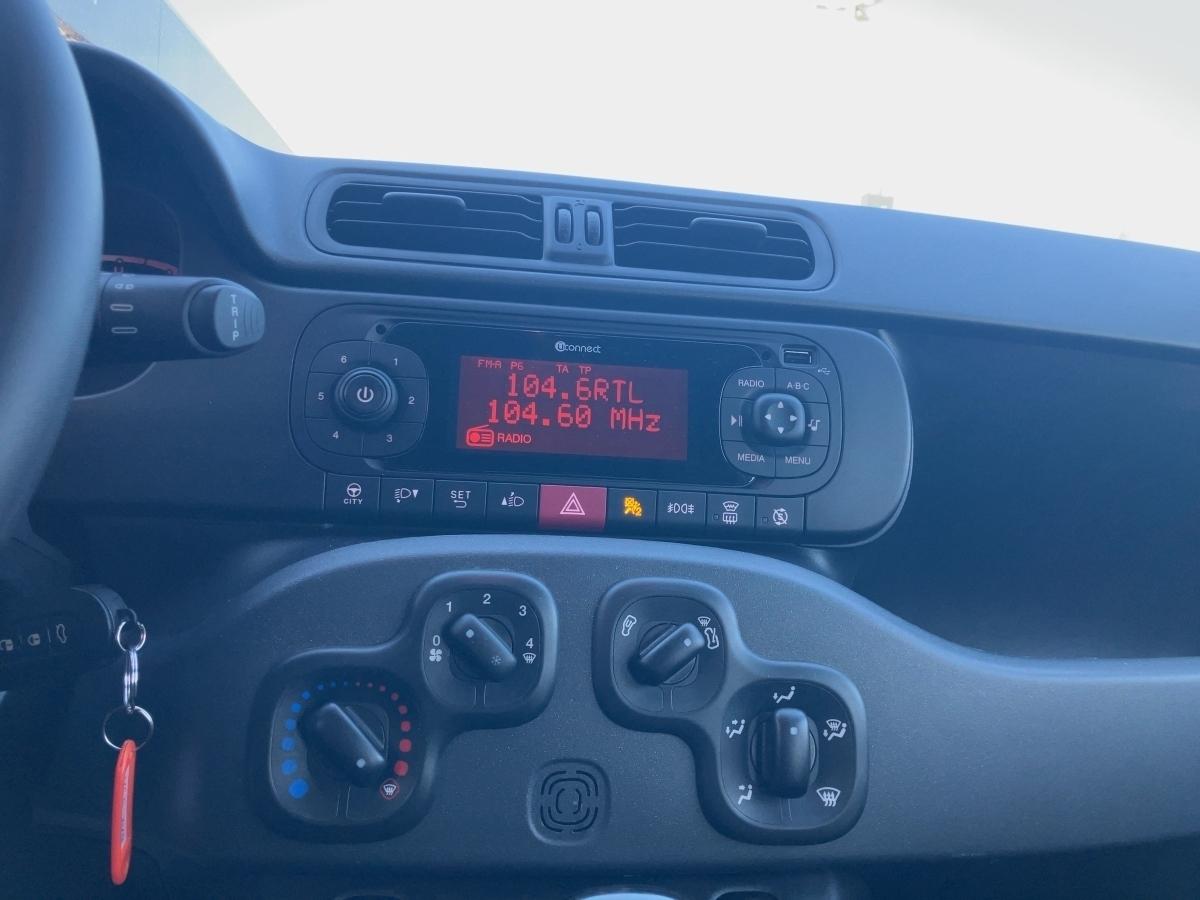 TRIP
uconnect
FM-A P6 TA TP
104.6RTL
104.60 MHz
RADIO
6 1
5 2
4 3
RADIO A·B·C
MEDIA MENU
CITY
SET
2
0 1 2 3 4